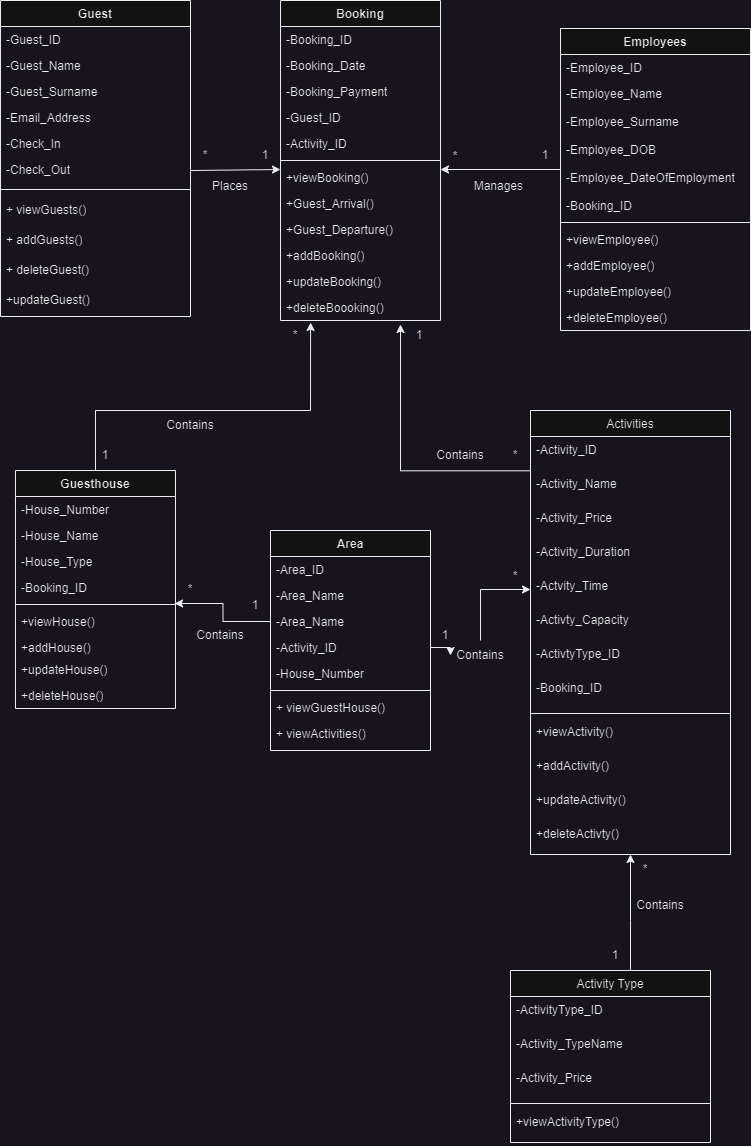 Guest
-Guest_ID
-Guest_Name
-Guest_Surname
-Email_Address
-Check_In
-Check_Out
+ viewGuests()
+ addGuests()
+ deleteGuest()
+updateGuest()
*
1
Places
Booking
-Booking_ID
-Booking_Date
-Booking_Payment
-Guest_ID
-Activity_ID
+viewBooking()
+Guest_Arrival()
+Guest_Departure()
+addBooking()
+updateBooking()
+deleteBoooking()
*
1
Manages
Employees
-Employee_ID
-Employee_Name
-Employee_Surname
-Employee_DOB
-Employee_DateOfEmployment
-Booking_ID
+viewEmployee()
+addEmployee()
+updateEmployee()
+deleteEmployee()
*
Contains
1
1
Contains
*
Guesthouse
-House_Number
-House_Name
-House_Type
-Booking_ID
+viewHouse()
+addHouse()
+updateHouse()
+deleteHouse()
*
1
Contains
Area
-Area_ID
-Area_Name
-Area_Name
-Activity_ID
-House_Number
+ viewGuestHouse()
+ viewActivities()
*
1
Contains
Activities
-Activity_ID
-Activity_Name
-Activity_Price
-Activity_Duration
-Actvity_Time
-Activty_Capacity
-ActivtyType_ID
-Booking_ID
+viewActivity()
+addActivity()
+updateActivity()
+deleteActivty()
*
Contains
1
Activity Type
-ActivityType_ID
-Activity_TypeName
-Activity_Price
+viewActivityType()